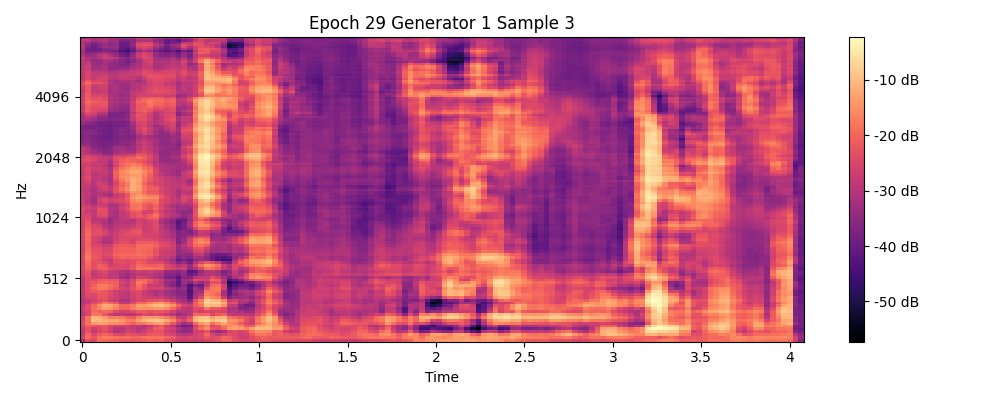 Epoch 29 Generator 1 Sample 3
Hz
4096
2048
1024
512
0
0 0.5 1 1.5 2 2.5 3 3.5 4
Time
-10 dB
-20 dB
-30 dB
-40 dB
-50 dB